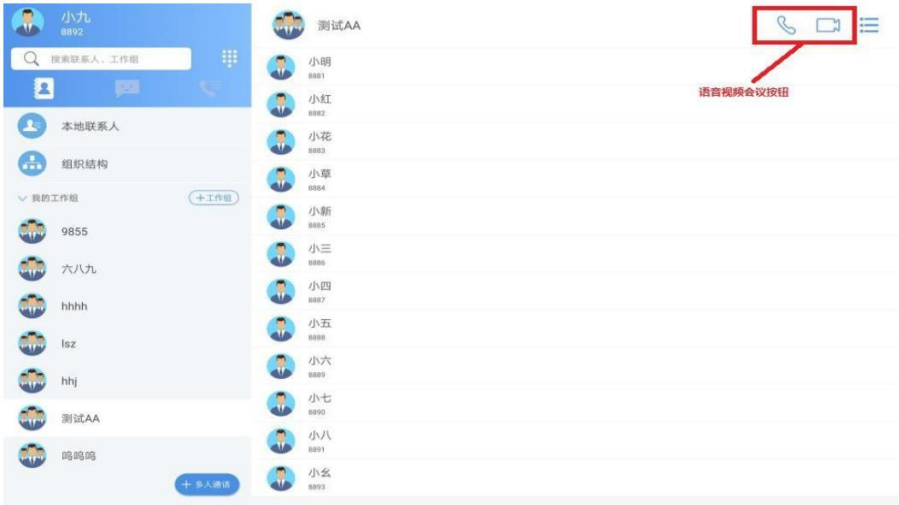 小九
8892
搜索联系人、工作组
本地联系人
组织结构
我的工作组
+工作组
9855
六八九
hhhh
lsz
hhj
测试AA
呜呜呜
+ 多人通话
测试AA
语音视频会议按钮
小明
8881
小红
8882
小花
8883
小草
8884
小新
8885
小三
8886
小四
8887
小五
8888
小六
8889
小七
8890
小八
8891
小幺
8893